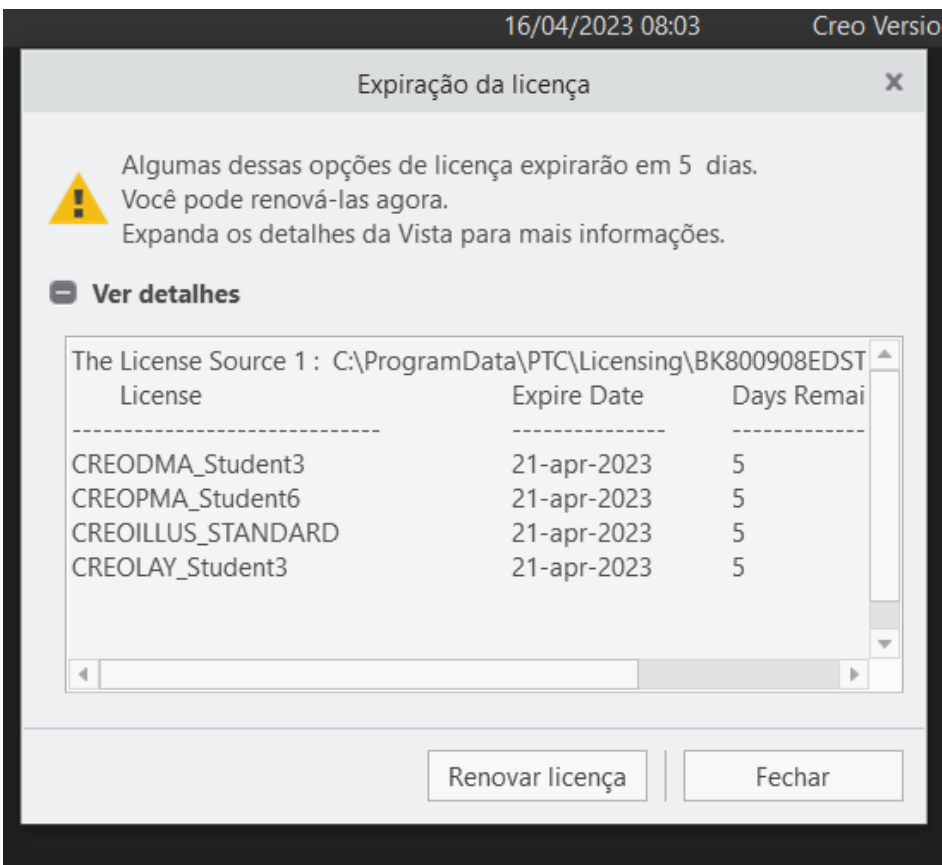 16/04/2023 08:03 Creo Versio
Expiração da licença
Algumas dessas opções de licença expirarão em 5 dias.
Você pode renová-las agora.
Expanda os detalhes da Vista para mais informações.
Ver detalhes
The License Source 1 : C:\ProgramData\PTC\Licensing\BK800908EDST
License Expire Date Days Remai
------------------------------ --------------- -------------
CREODMA_Student3 21-apr-2023 5
CREOPMA_Student6 21-apr-2023 5
CREOILLUS_STANDARD 21-apr-2023 5
CREOLAY_Student3 21-apr-2023 5
Renovar licença Fechar